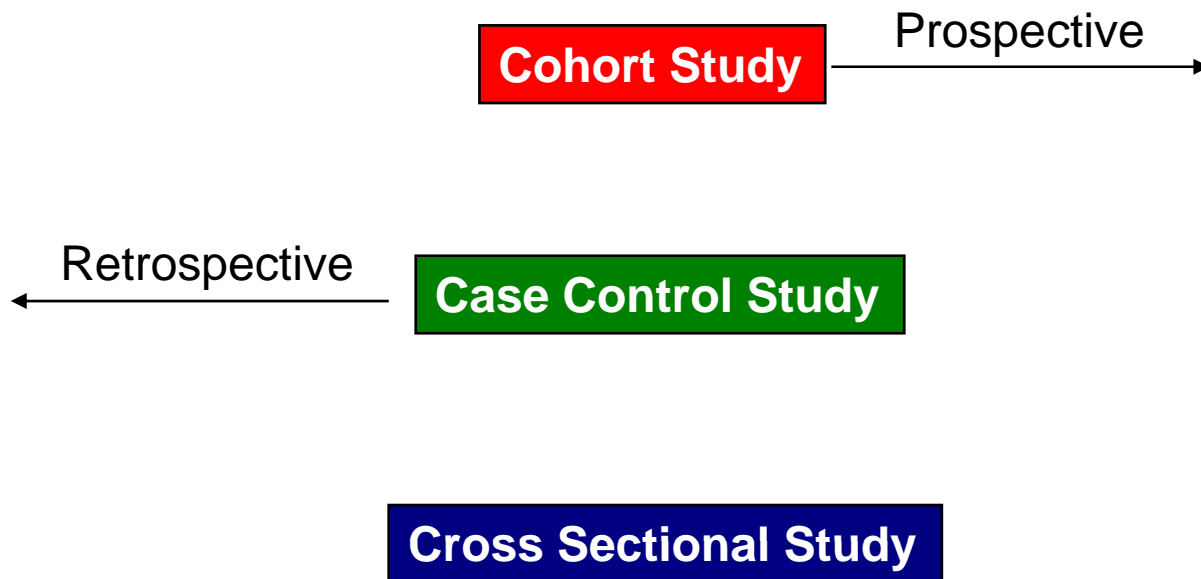 Prospective
Cohort Study
Retrospective
Case Control Study
Cross Sectional Study